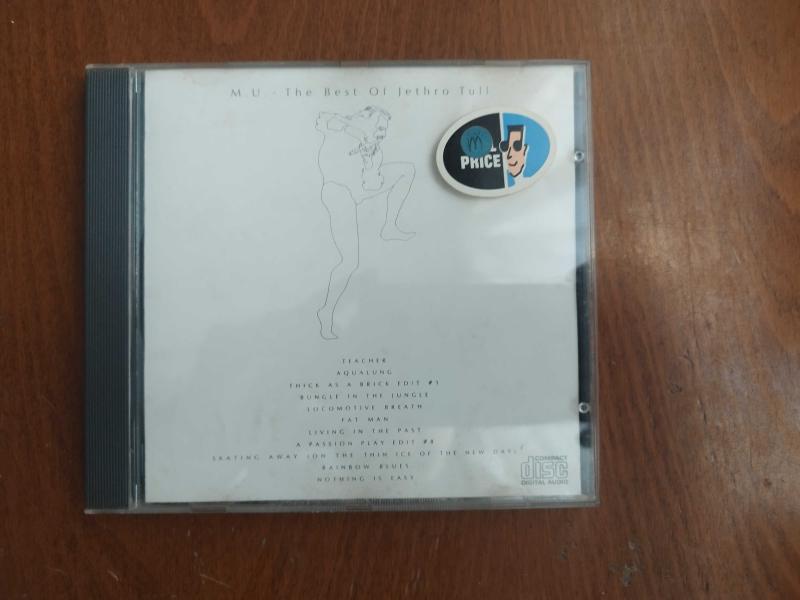 M.U. - The Best Of Jethro Tull
M
PRICE
TEACHER
AQUALUNG
THICK AS A BRICK EDIT #1
BUNGLE IN THE JUNGLE
LOCOMOTIVE BREATH
FAT MAN
LIVING IN THE PAST
A PASSION PLAY EDIT #8
SKATING AWAY (ON THE THIN ICE OF THE NEW DAY)
RAINBOW BLUES
NOTHING IS EASY
COMPACT
disc
DIGITAL AUDIO